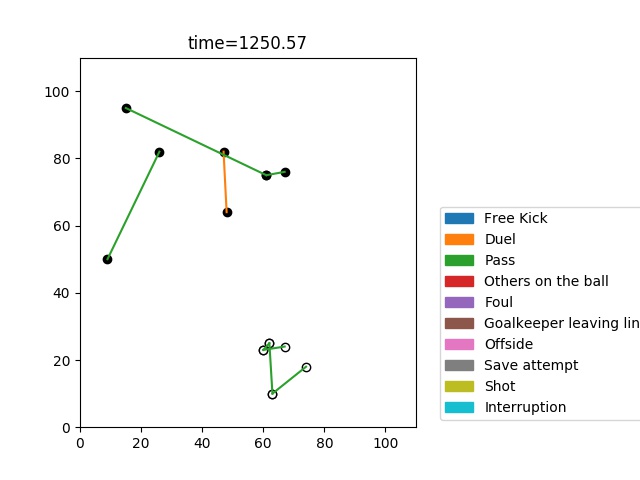 time=1250.57
100
80
60
40
20
0
0 20 40 60 80 100
Free Kick
Duel
Pass
Others on the ball
Foul
Goalkeeper leaving lin
Offside
Save attempt
Shot
Interruption